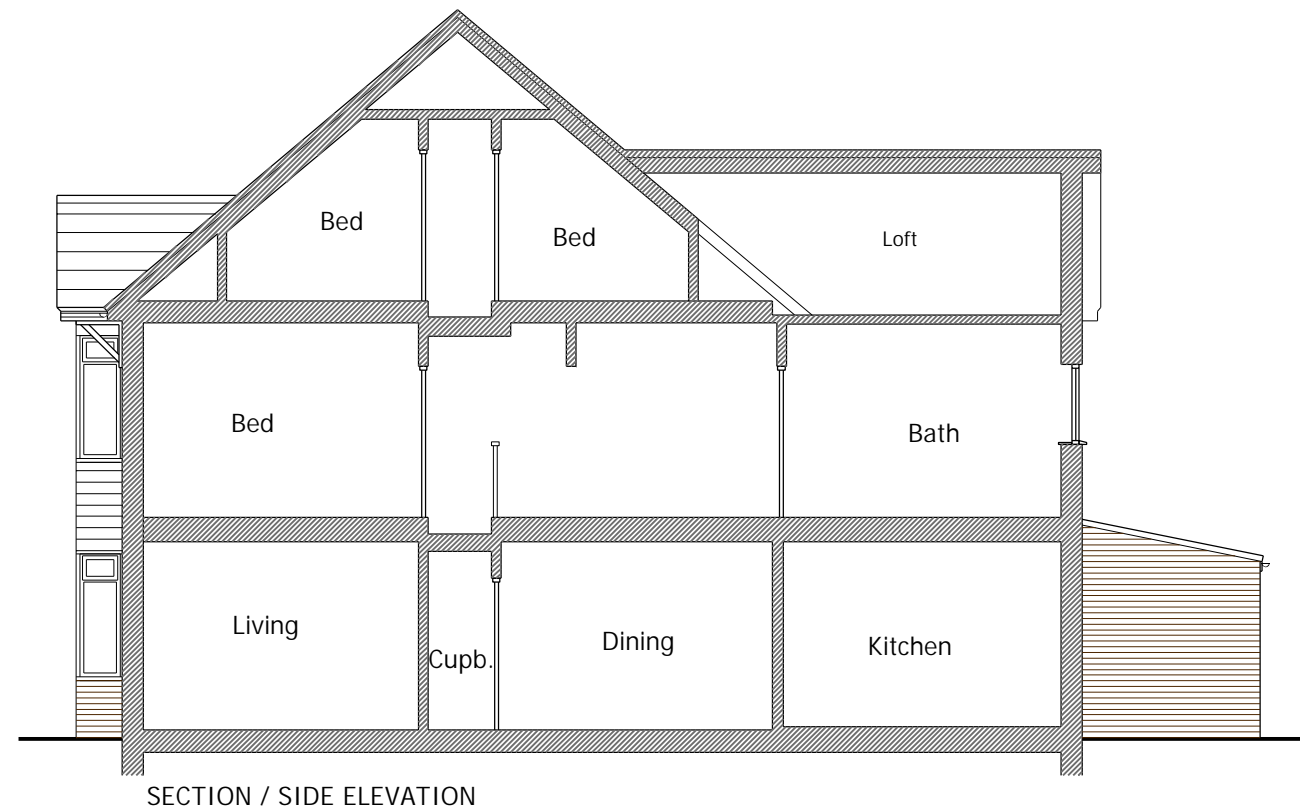 Bed
Bed
Loft
Bed
Bath
Living
Cupb.
Dining
Kitchen
SECTION / SIDE ELEVATION